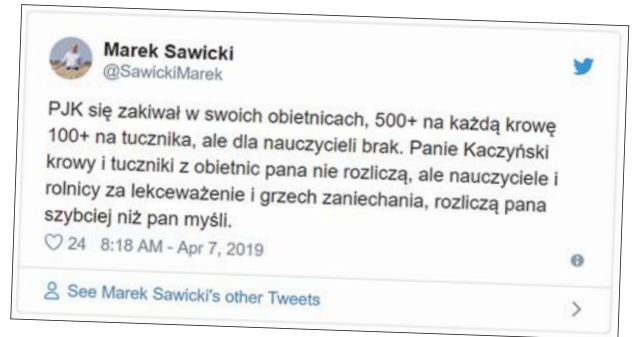 Marek Sawicki
@SawickiMarek
PJK się zakiwał w swoich obietnicach, 500+ na każdą krowę
100+ na tucznika, ale dla nauczycieli brak. Panie Kaczyński
krowy i tuczniki z obietnic pana nie rozliczą, ale nauczyciele i
rolnicy za lekceważenie i grzech zaniechania, rozliczą pana
szybciej niż pan myśli.
24 8:18 AM - Apr 7, 2019
See Marek Sawicki's other Tweets